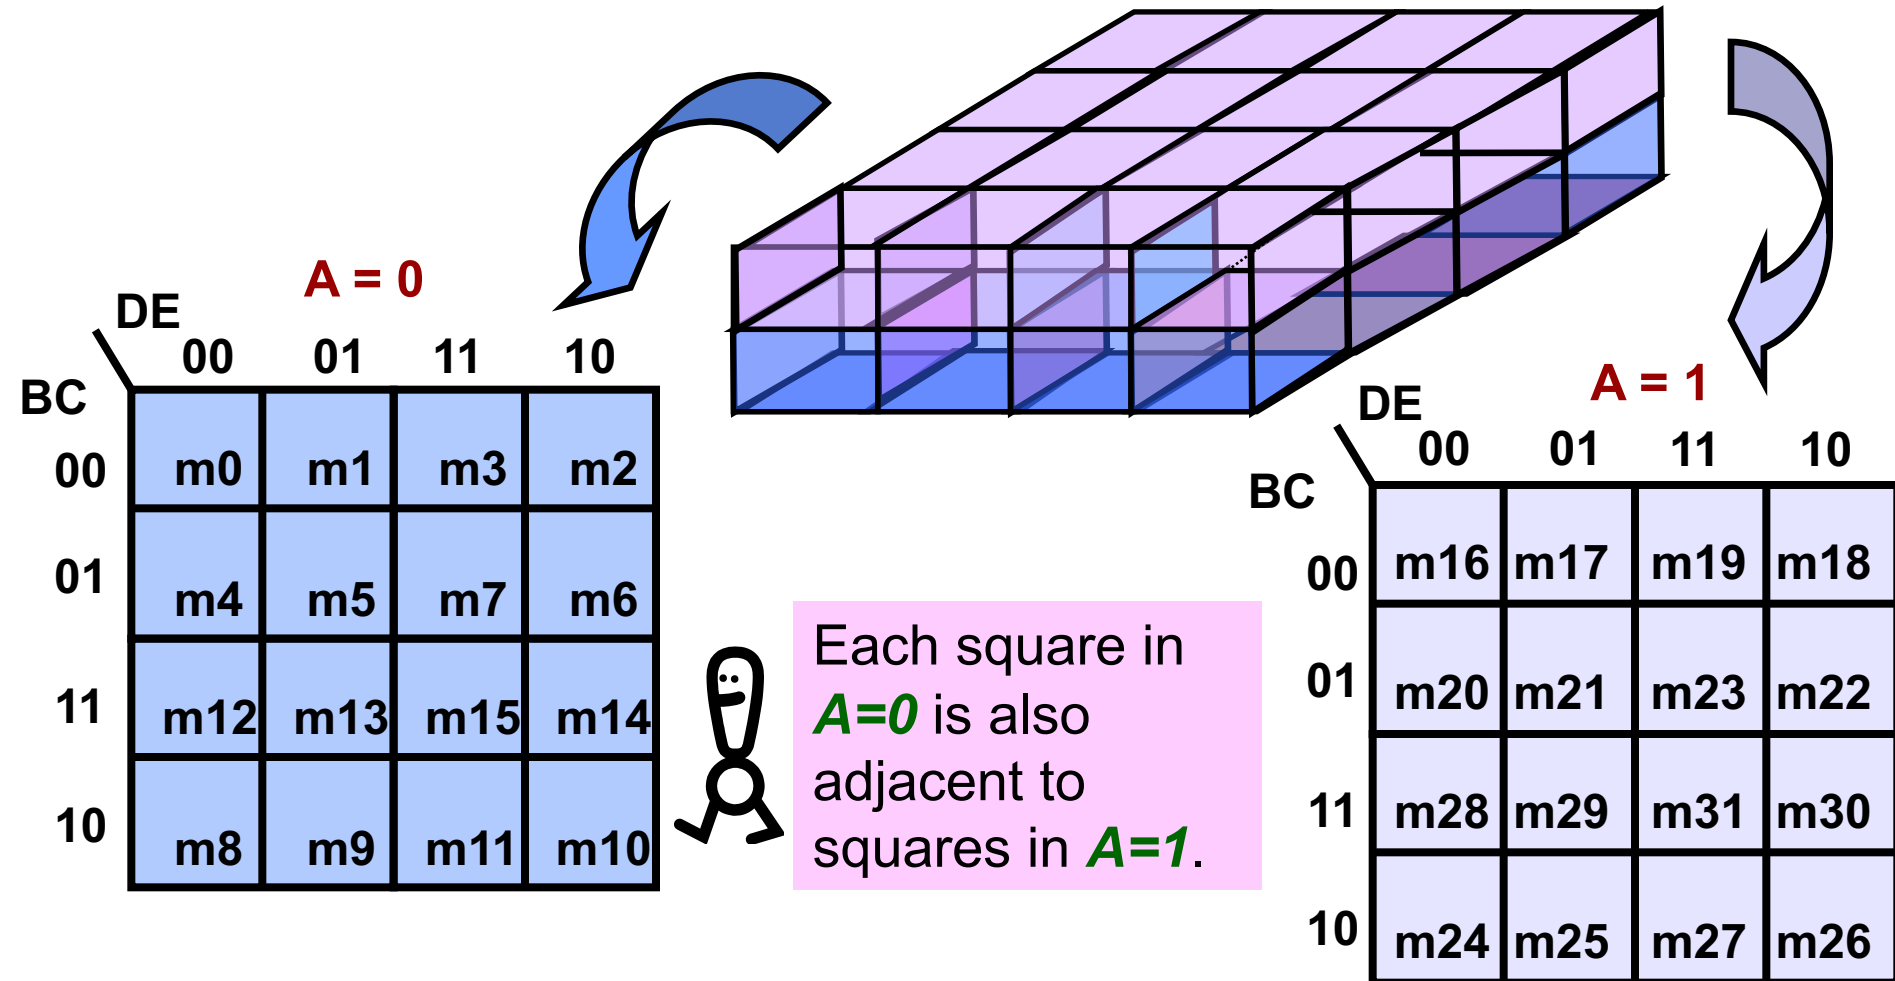 A = 0
DE
00 01 11 10
BC
00 m0 m1 m3 m2
01 m4 m5 m7 m6
11 m12 m13 m15 m14
10 m8 m9 m11 m10
Each square in
A=0 is also
adjacent to
squares in A=1.
A = 1
DE
00 01 11 10
BC
00 m16 m17 m19 m18
01 m20 m21 m23 m22
11 m28 m29 m31 m30
10 m24 m25 m27 m26